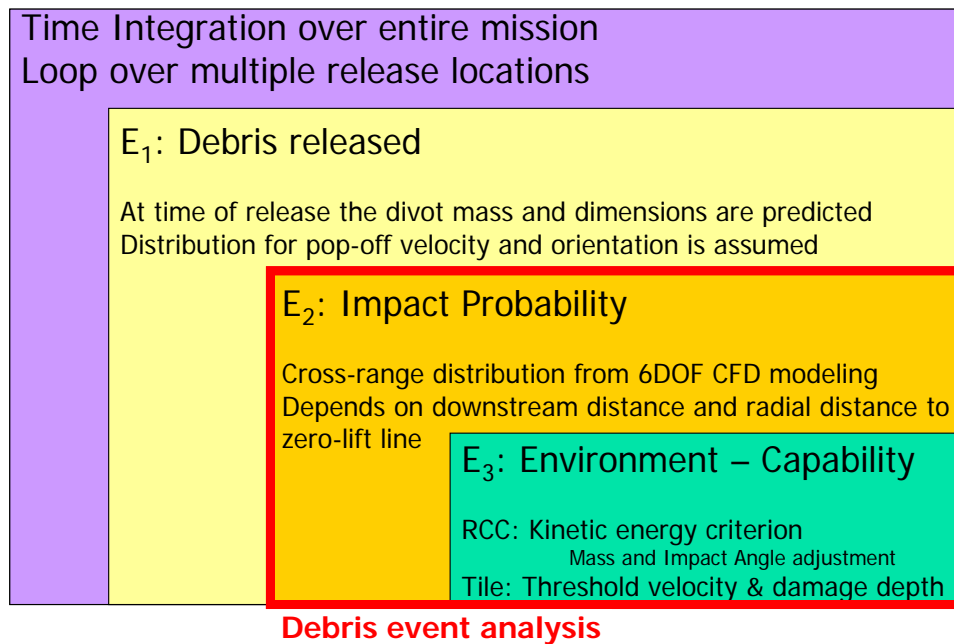 Time Integration over entire mission
Loop over multiple release locations
E₁: Debris released
At time of release the divot mass and dimensions are predicted
Distribution for pop-off velocity and orientation is assumed
E₂: Impact Probability
Cross-range distribution from 6DOF CFD modeling
Depends on downstream distance and radial distance to
zero-lift line
E₃: Environment – Capability
RCC: Kinetic energy criterion
Mass and Impact Angle adjustment
Tile: Threshold velocity & damage depth
Debris event analysis